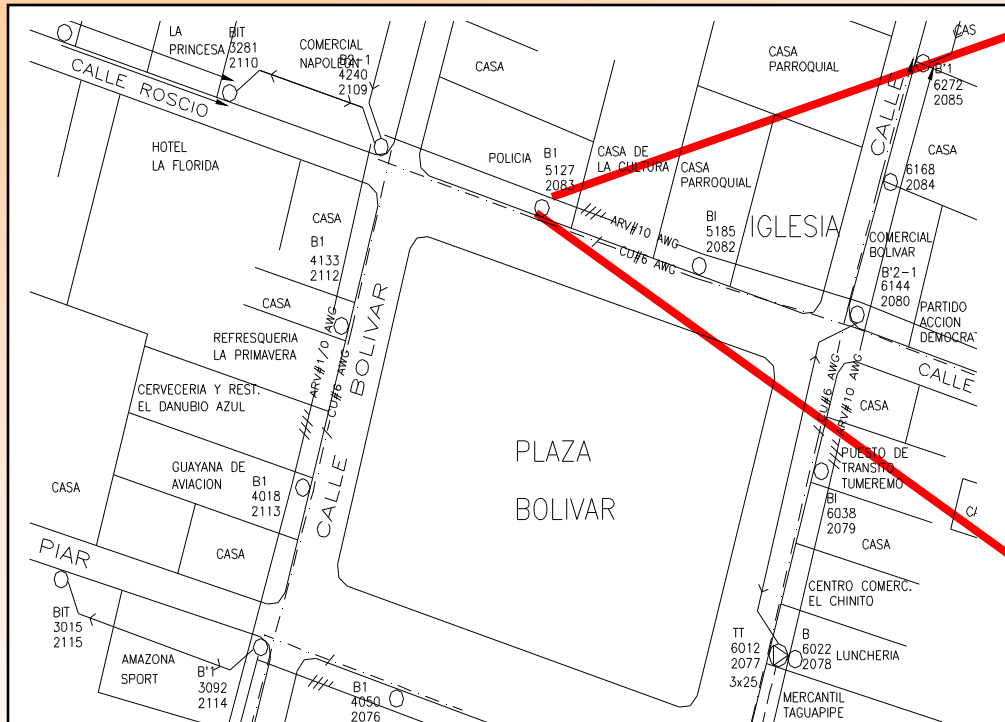 LA
PRINCESA
BIT
3281
2110
COMERCIAL
NAPOLEON
B2-1
4240
2109
CASA
CASA
PARROQUIAL
CAS
B'1
6272
2085
CALLE ROSCIO
CALLE
HOTEL
LA FLORIDA
POLICIA
B1
5127
2083
CASA DE
LA CULTURA
CASA
PARROQUIAL
CASA
6168
2084
CASA
B1
4133
2112
ARV#10 AWG
CU#6 AWG
BI
5185
2082
IGLESIA
COMERCIAL
BOLIVAR
B'2-1
6144
2080
CASA
REFRESQUERIA
LA PRIMAVERA
ARV#1/0 AWG
CU#6 AWG
CALLE BOLIVAR
PARTIDO
ACCION
DEMOCRAT
CALLE
CERVECERIA Y REST.
EL DANUBIO AZUL
CU#6 AWG
ARV#10 AWG
CASA
PLAZA
BOLIVAR
PUESTO DE
TRANSITO
TUMEREMO
GUAYANA DE
AVIACION
B1
4018
2113
CASA
BI
6038
2079
CA
CASA
CASA
PIAR
CENTRO COMERC.
EL CHINITO
BIT
3015
2115
TT
6012
2077
3x25
B
6022
2078
LUNCHERIA
AMAZONA
SPORT
B'1
3092
2114
B1
4050
2076
MERCANTIL
TAGUAPIPE